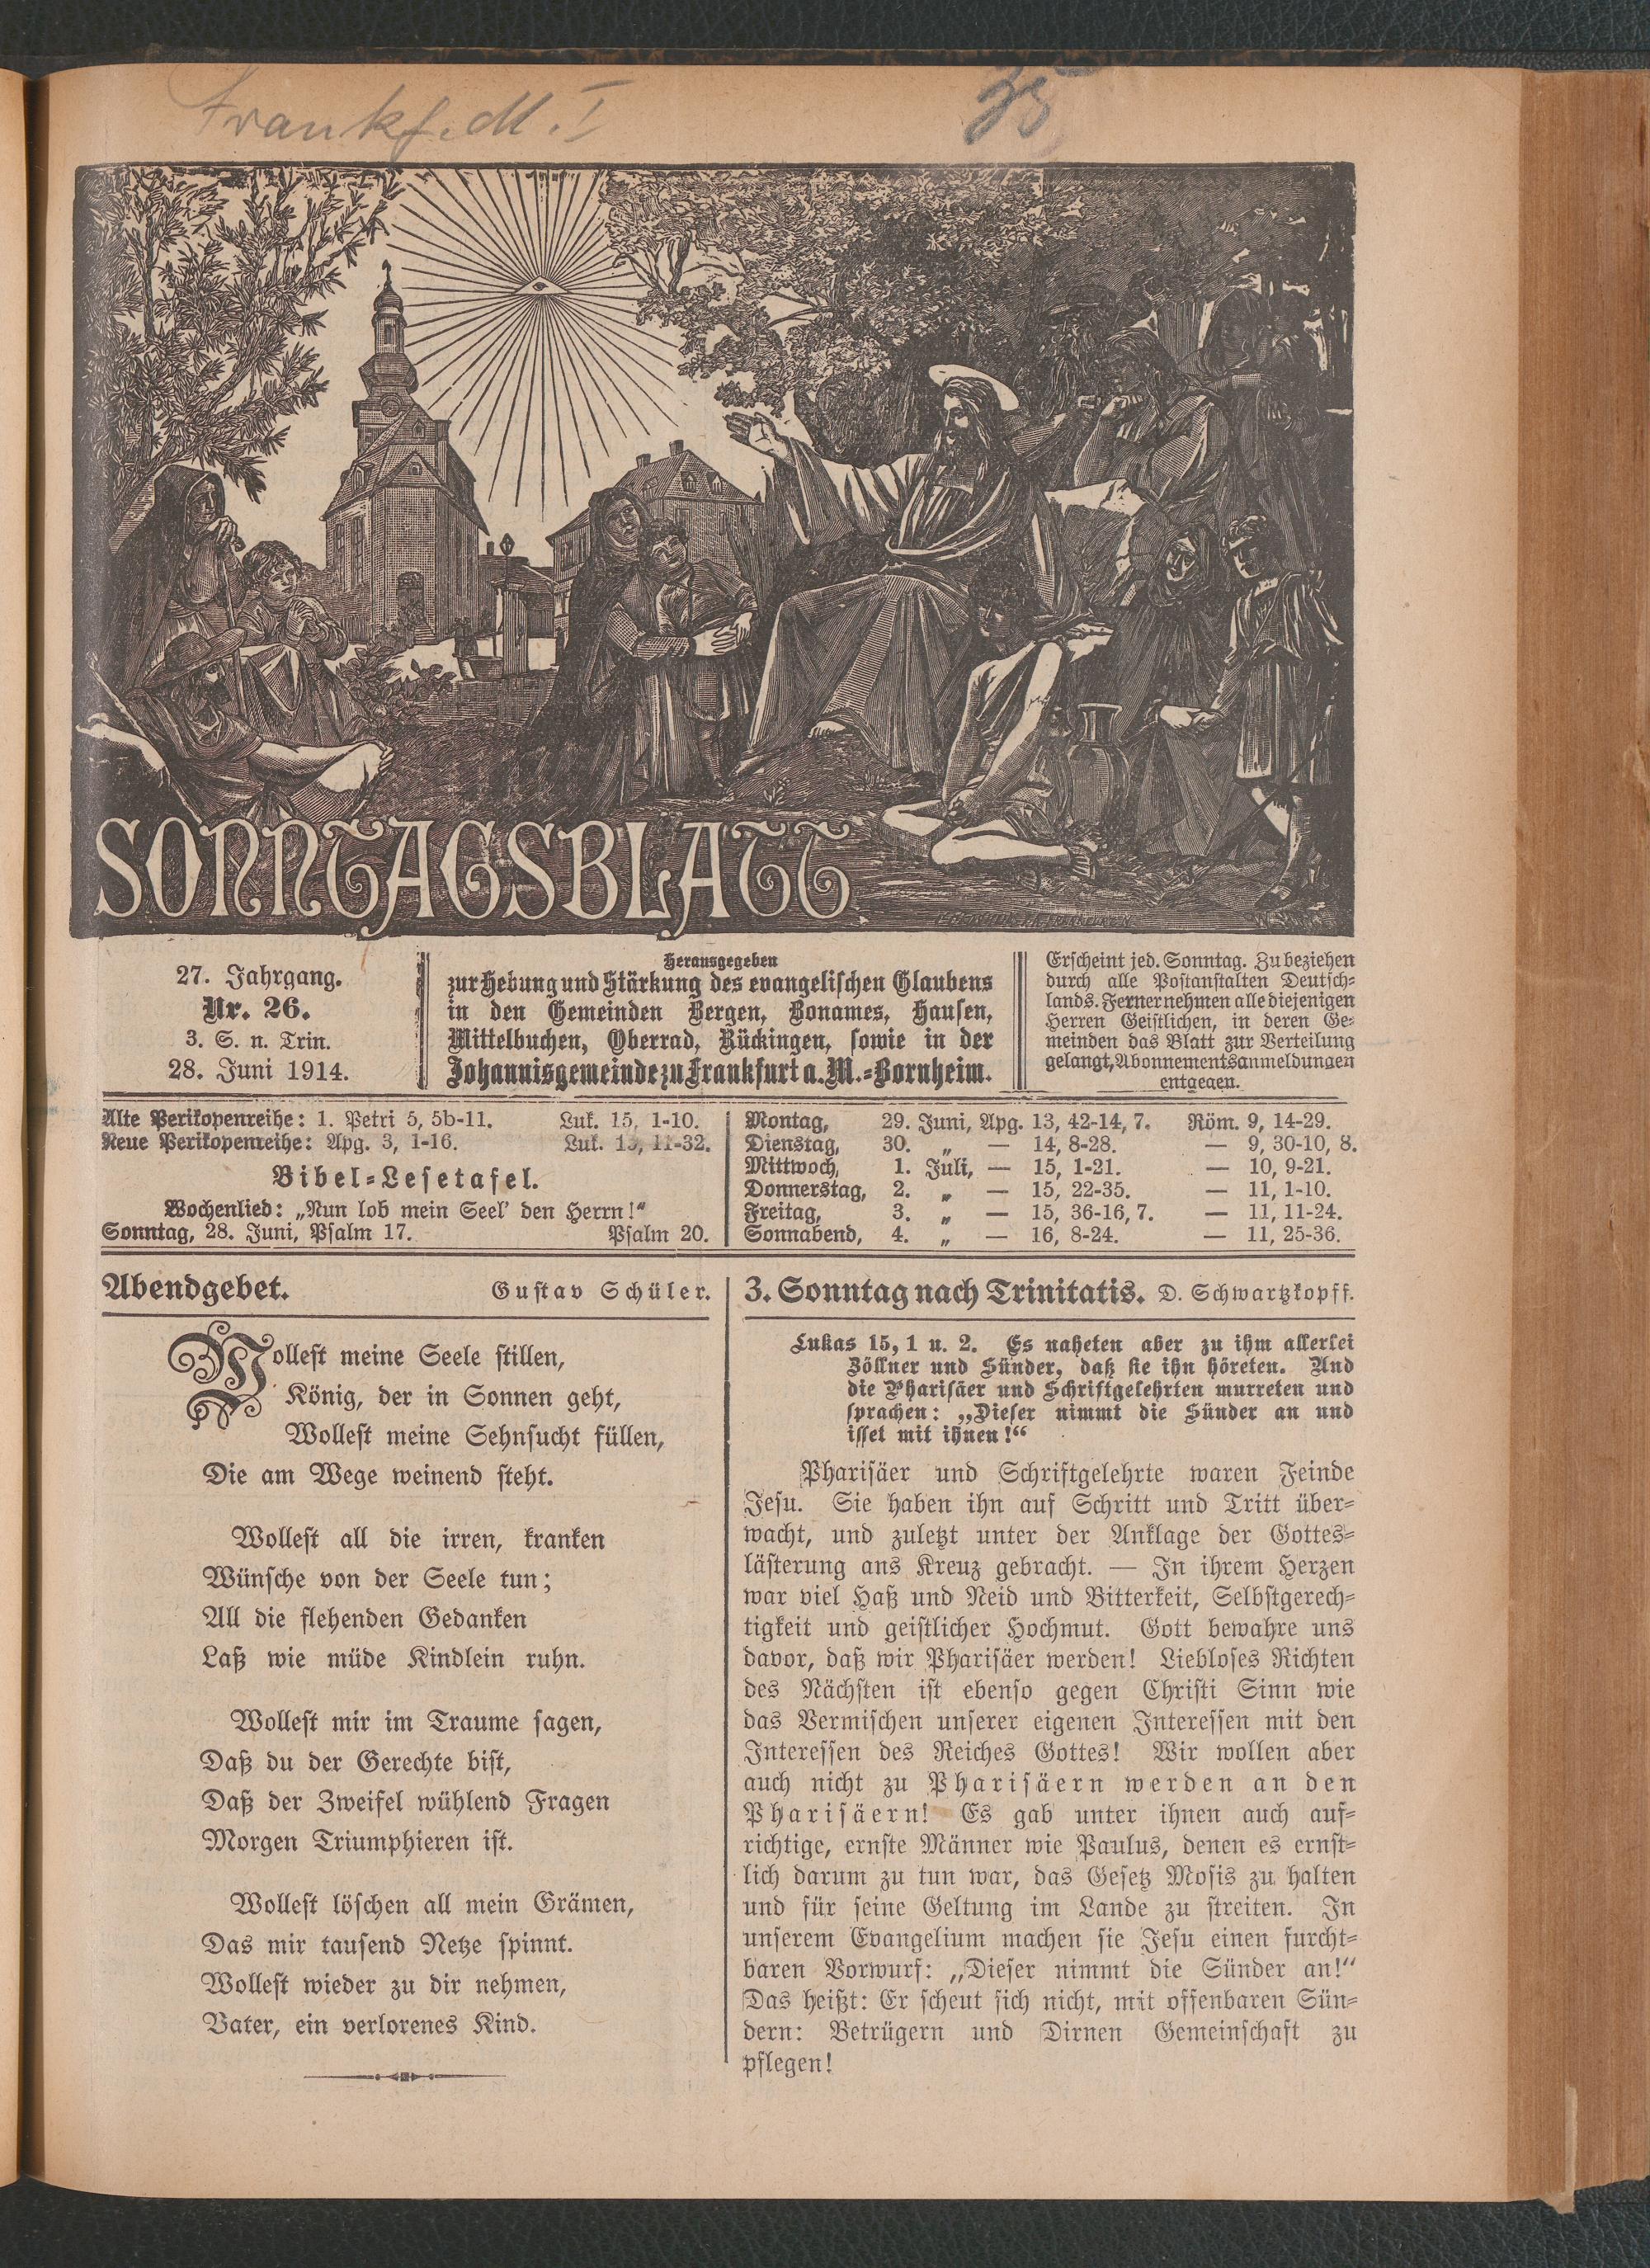 Frankf. M. I
35
SONNTAGSBLATT
27. Jahrgang.
Nr. 26.
3. S. n. Trin.
28. Juni 1914.
Herausgegeben
zur Hebung und Stärkung des evangelischen Glaubens
in den Gemeinden Bergen, Bonames, Hausen,
Mittelbuchen, Oberrad, Rückingen, sowie in der
Johannisgemeinde zu Frankfurt a. M.-Bornheim.
Erscheint jed. Sonntag. Zu beziehen
durch alle Postanstalten Deutsch-
lands. Ferner nehmen alle diejenigen
Herren Geistlichen, in deren Ge-
meinden das Blatt zur Verteilung
gelangt, Abonnementsanmeldungen
entgegen.
Alte Perikopenreihe: 1. Petri 5, 5b-11. Luk. 15, 1-10.
Neue Perikopenreihe: Apg. 3, 1-16. Luk. 15, 11-32.
Bibel-Lesetafel.
Wochenlied: „Nun lob mein Seel' den Herrn!“
Sonntag, 28. Juni, Psalm 17. Psalm 20.
Montag, 29. Juni, Apg. 13, 42-14, 7. Röm. 9, 14-29.
Dienstag, 30. „ — 14, 8-28. — 9, 30-10, 8.
Mittwoch, 1. Juli, — 15, 1-21. — 10, 9-21.
Donnerstag, 2. „ — 15, 22-35. — 11, 1-10.
Freitag, 3. „ — 15, 36-16, 7. — 11, 11-24.
Sonnabend, 4. „ — 16, 8-24. — 11, 25-36.
Abendgebet. Gustav Schüler.
Wollest meine Seele stillen,
König, der in Sonnen geht,
Wollest meine Sehnsucht füllen,
Die am Wege weinend steht.
Wollest all die irren, kranken
Wünsche von der Seele tun;
All die flehenden Gedanken
Laß wie müde Kindlein ruhn.
Wollest mir im Traume sagen,
Daß du der Gerechte bist,
Daß der Zweifel wühlend Fragen
Morgen Triumphieren ist.
Wollest löschen all mein Grämen,
Das mir tausend Netze spinnt.
Wollest wieder zu dir nehmen,
Vater, ein verlorenes Kind.
3. Sonntag nach Trinitatis. D. Schwartzkopff.
Lukas 15, 1 u. 2. Es naheten aber zu ihm allerlei
Zöllner und Sünder, daß sie ihn höreten. Und
die Pharisäer und Schriftgelehrten murreten und
sprachen: „Dieser nimmt die Sünder an und
isset mit ihnen!“
Pharisäer und Schriftgelehrte waren Feinde
Jesu. Sie haben ihn auf Schritt und Tritt über-
wacht, und zuletzt unter der Anklage der Gottes-
lästerung ans Kreuz gebracht. — In ihrem Herzen
war viel Haß und Neid und Bitterkeit, Selbstgerech-
tigkeit und geistlicher Hochmut. Gott bewahre uns
davor, daß wir Pharisäer werden! Liebloses Richten
des Nächsten ist ebenso gegen Christi Sinn wie
das Vermischen unserer eigenen Interessen mit den
Interessen des Reiches Gottes! Wir wollen aber
auch nicht zu Pharisäern werden an den
Pharisäern! Es gab unter ihnen auch auf-
richtige, ernste Männer wie Paulus, denen es ernst-
lich darum zu tun war, das Gesetz Mosis zu halten
und für seine Geltung im Lande zu streiten. In
unserem Evangelium machen sie Jesu einen furcht-
baren Vorwurf: „Dieser nimmt die Sünder an!“
Das heißt: Er scheut sich nicht, mit offenbaren Sün-
dern: Betrügern und Dirnen Gemeinschaft zu
pflegen!